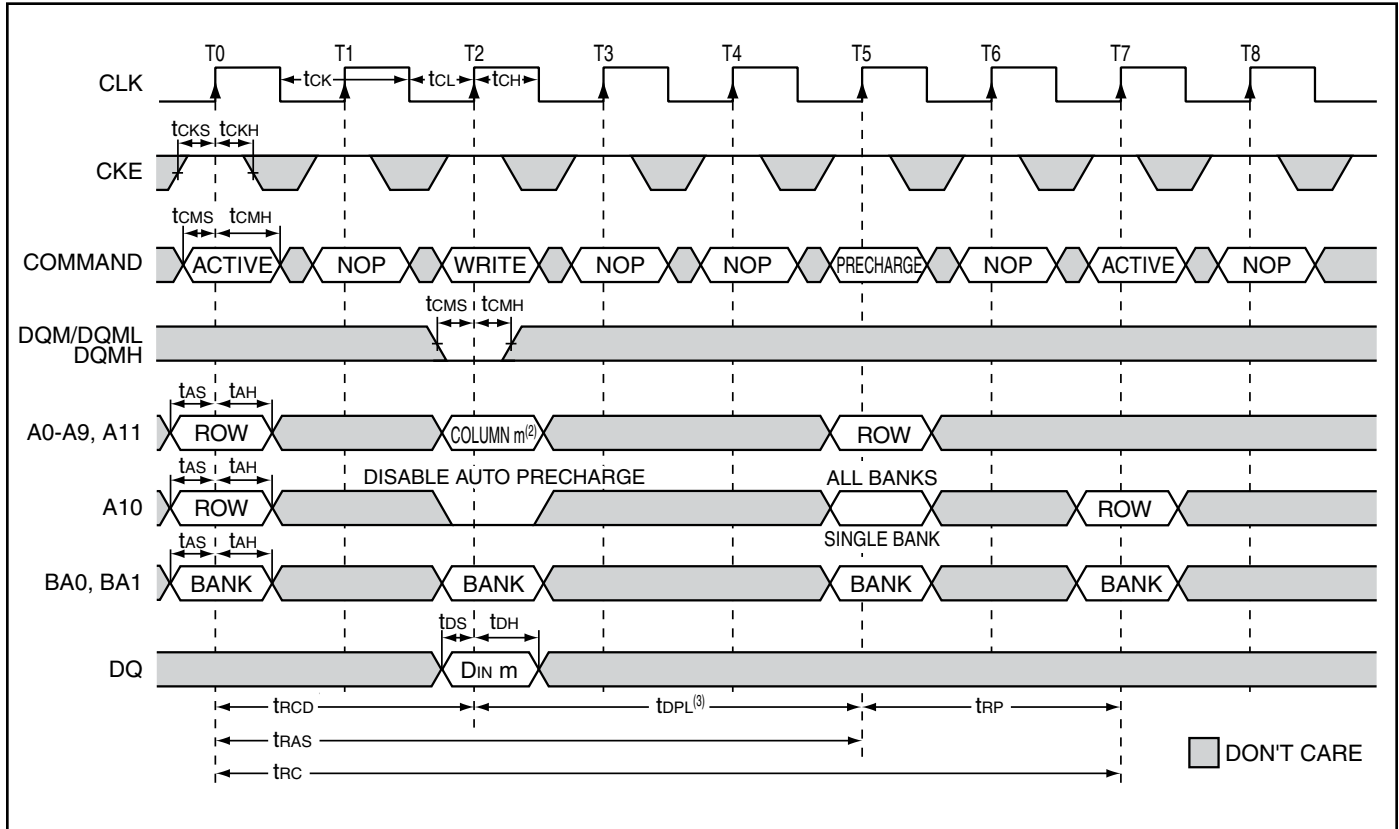 T0 T1 T2 T3 T4 T5 T6 T7 T8
CLK tCK tCL tCH
tCKS tCKH
CKE
tCMS tCMH
COMMAND ACTIVE NOP WRITE NOP NOP PRECHARGE NOP ACTIVE NOP
tCMS tCMH
DQM/DQML
DQMH
tAS tAH
A0-A9, A11 ROW COLUMN m(2) ROW
tAS tAH DISABLE AUTO PRECHARGE ALL BANKS
A10 ROW ROW
tAS tAH SINGLE BANK
BA0, BA1 BANK BANK BANK BANK
tDS tDH
DQ DIN m
tRCD tDPL(3) tRP
tRAS
DON'T CARE
tRC